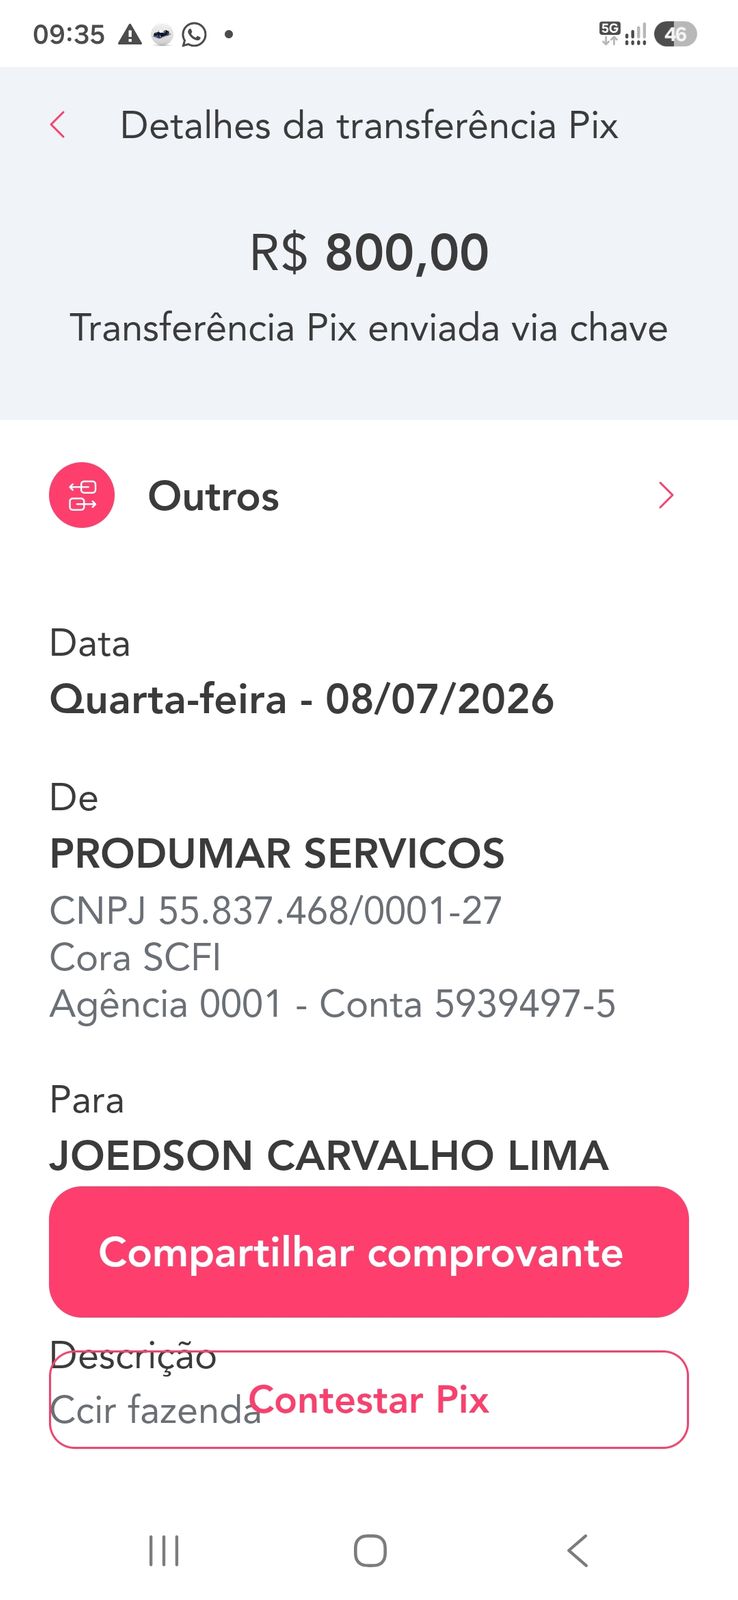 09:35
5G
46
Detalhes da transferência Pix
R$ 800,00
Transferência Pix enviada via chave
Outros
Data
Quarta-feira - 08/07/2026
De
PRODUMAR SERVICOS
CNPJ 55.837.468/0001-27
Cora SCFI
Agência 0001 - Conta 5939497-5
Para
JOEDSON CARVALHO LIMA
Compartilhar comprovante
Descrição
Ccir fazenda
Contestar Pix